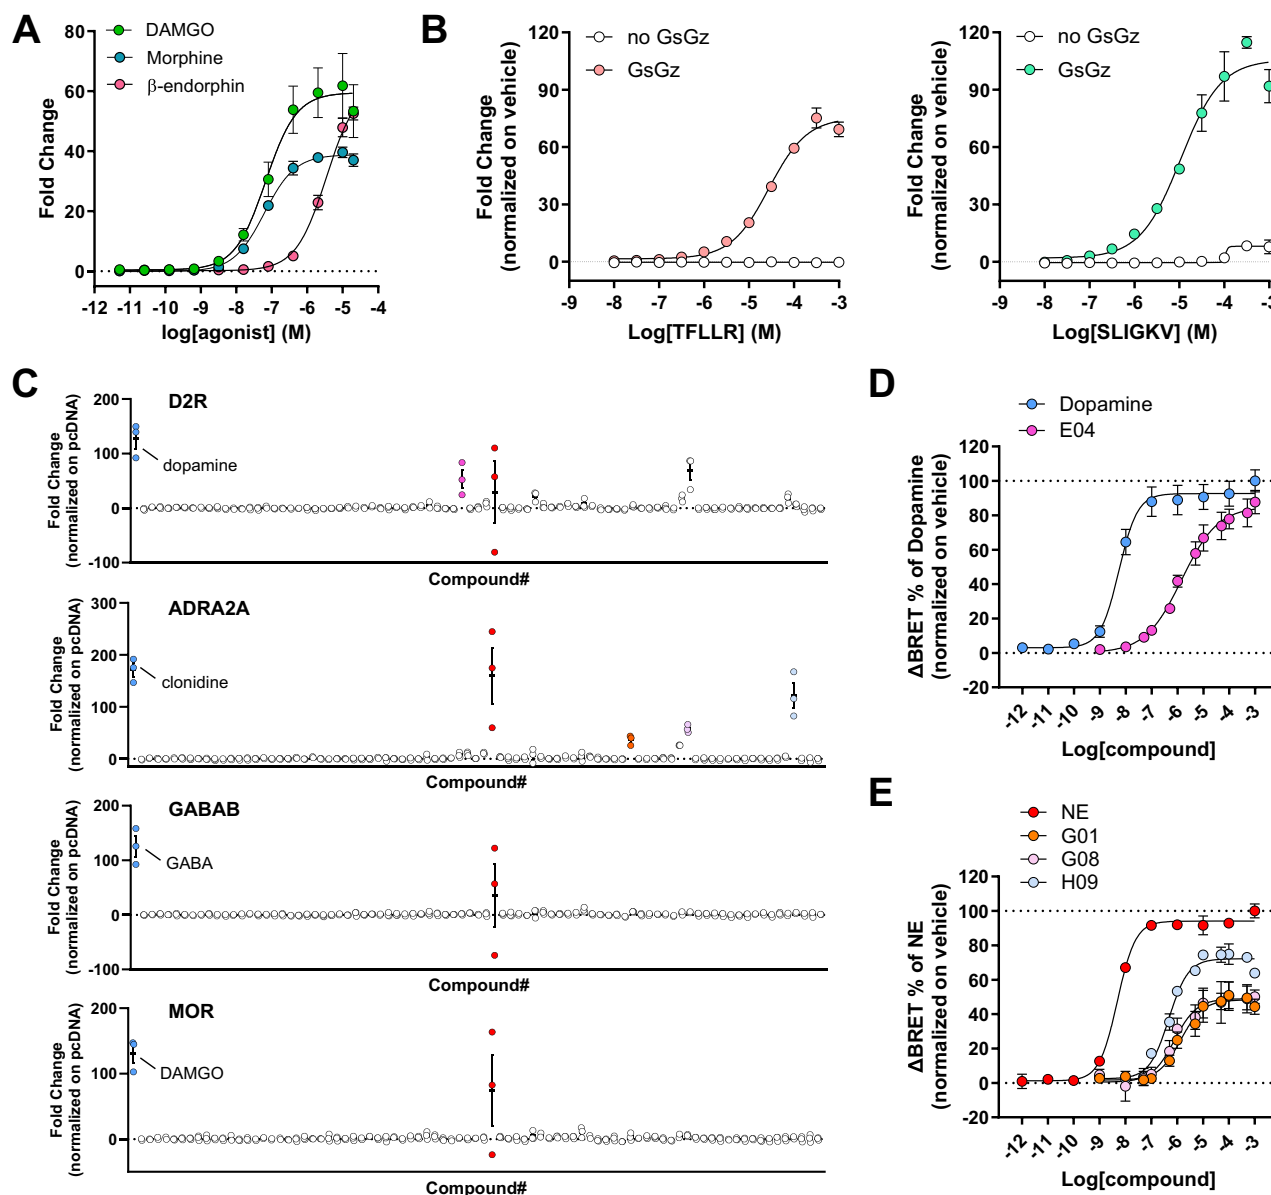 A
80
60
40
20
0
Fold Change
-12 -11 -10 -9 -8 -7 -6 -5 -4
log[agonist] (M)
DAMGO
Morphine
β-endorphin
B
120
90
60
30
0
Fold Change
(normalized on vehicle)
no GsGz
GsGz
-9 -8 -7 -6 -5 -4 -3
Log[TFLLR] (M)
120
90
60
30
0
Fold Change
(normalized on vehicle)
no GsGz
GsGz
-9 -8 -7 -6 -5 -4 -3
Log[SLIGKV] (M)
C
200
100
0
-100
Fold Change
(normalized on pcDNA)
D2R
dopamine
Compound#
300
200
100
0
Fold Change
(normalized on pcDNA)
ADRA2A
clonidine
Compound#
200
100
0
-100
Fold Change
(normalized on pcDNA)
GABAB
GABA
Compound#
200
100
0
Fold Change
(normalized on pcDNA)
MOR
DAMGO
Compound#
D
Dopamine
E04
120
100
80
60
40
20
0
-20
ΔBRET % of Dopamine
(normalized on vehicle)
-12 -11 -10 -9 -8 -7 -6 -5 -4 -3
Log[compound]
E
NE
G01
G08
H09
120
100
80
60
40
20
0
-20
ΔBRET % of NE
(normalized on vehicle)
-12 -11 -10 -9 -8 -7 -6 -5 -4 -3
Log[compound]